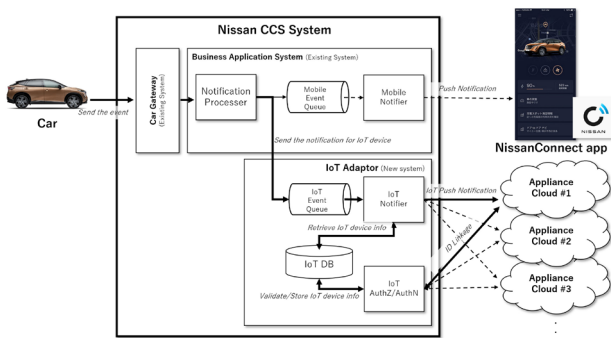 Nissan CCS System
Business Application System (Existing System)
Car Gateway
(Existing System)
Notification
Processer
Mobile
Event
Queue
Mobile
Notifier
Push Notification
Car
Send the event
Send the notification for IoT device
NISSAN
NissanConnect app
IoT Adaptor (New system)
IoT
Event
Queue
IoT
Notifier
IoT Push Notification
Retrieve IoT device info
IoT DB
ID Linkage
IoT
AuthZ/AuthN
Validate/Store IoT device info
Appliance
Cloud #1
Appliance
Cloud #2
Appliance
Cloud #3